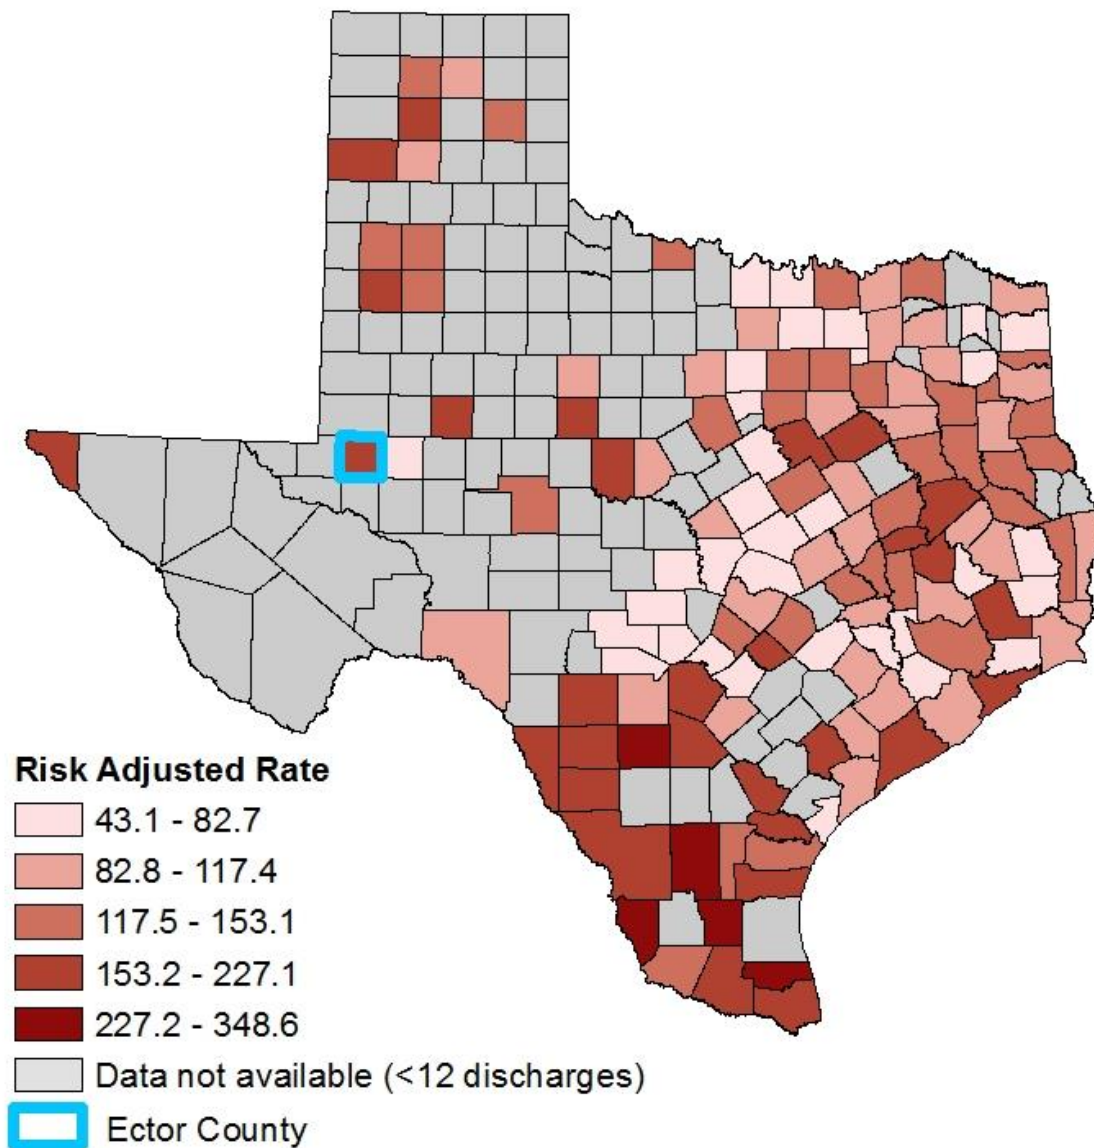 Risk Adjusted Rate
43.1 - 82.7
82.8 - 117.4
117.5 - 153.1
153.2 - 227.1
227.2 - 348.6
Data not available (<12 discharges)
Ector County